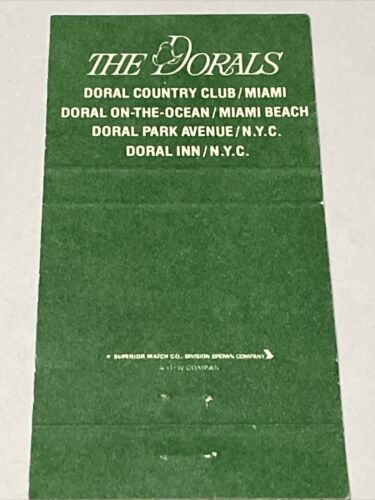 THE DORALS
DORAL COUNTRY CLUB/MIAMI
DORAL ON-THE-OCEAN/MIAMI BEACH
DORAL PARK AVENUE/N.Y.C.
DORAL INN/N.Y.C.
SUPERIOR MATCH CO., DIVISION BROWN COMPANY